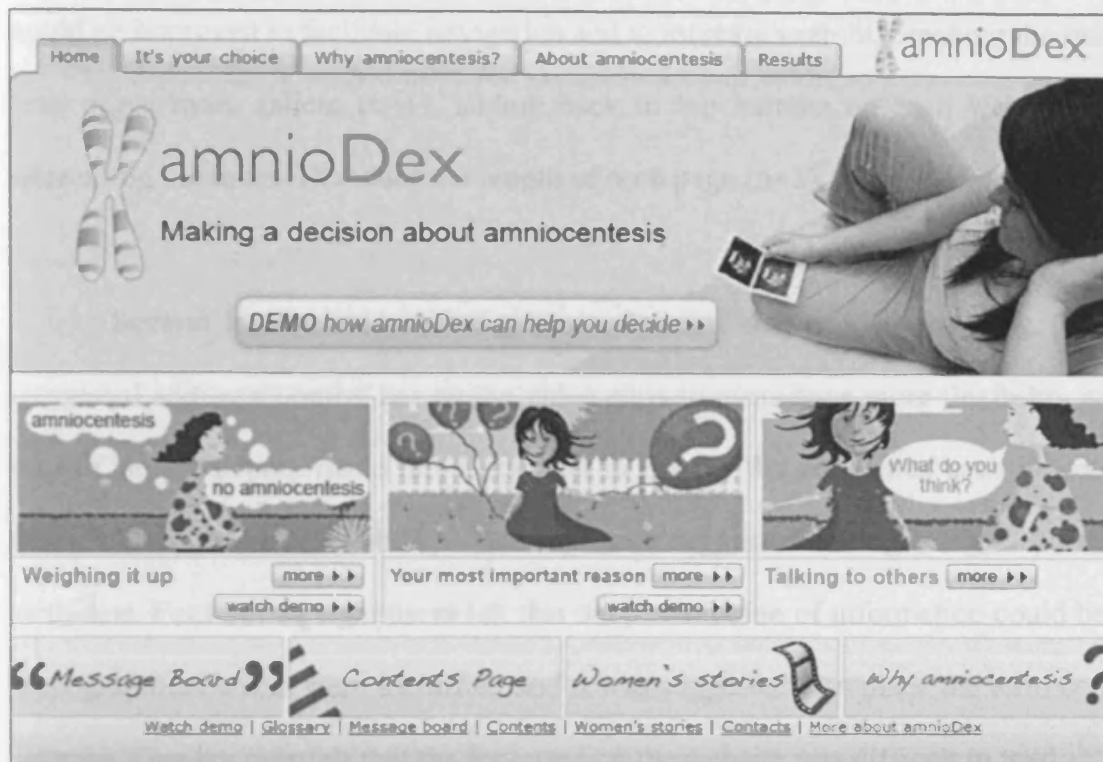 Home It's your choice Why amniocentesis? About amniocentesis Results amnioDex
amnioDex
Making a decision about amniocentesis
DEMO how amnioDex can help you decide ▸▸
amniocentesis
no amniocentesis
? ? ?
What do you
think?
Weighing it up more ▸▸
watch demo ▸▸
Your most important reason more ▸▸
watch demo ▸▸
Talking to others more ▸▸
“Message Board” Contents Page Women's stories Why amniocentesis ?
Watch demo | Glossary | Message board | Contents | Women's stories | Contacts | More about amnioDex